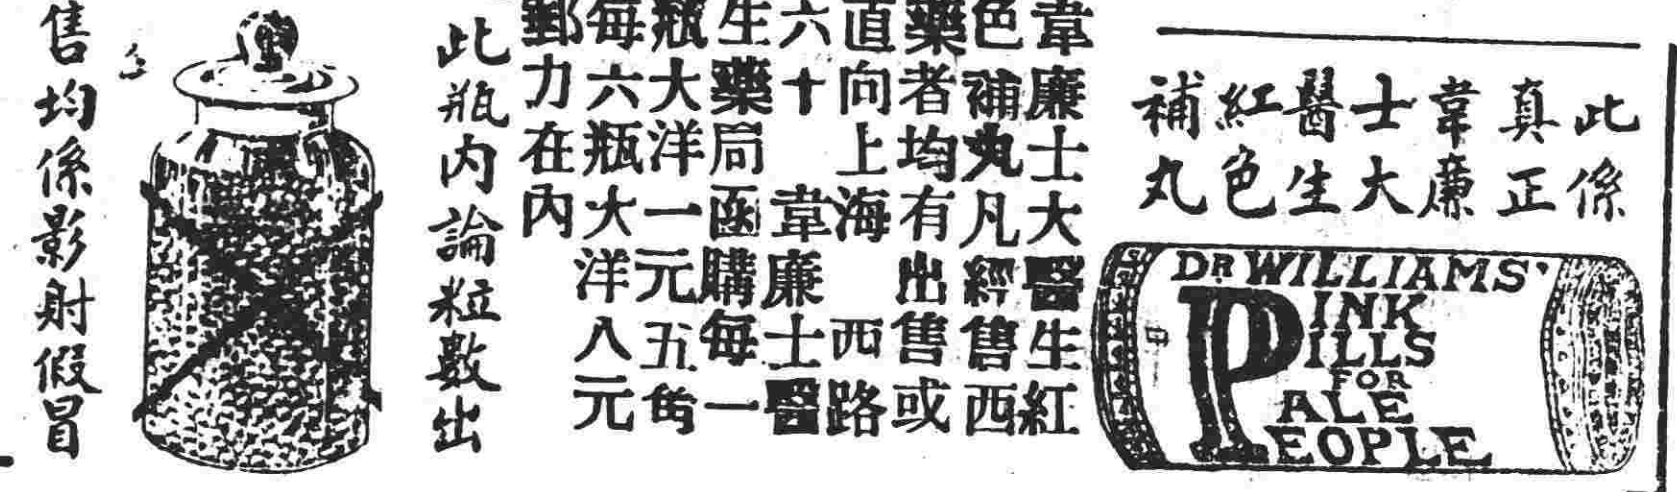 此係
真正
韋廉
士大
醫生
紅色
補丸
DR WILLIAMS'
PINK
PILLS
FOR
PALE
PEOPLE
韋廉士大醫生紅
色補丸凡經售西
藥者均有出售或
直向上海 西路
六十 韋廉士醫
生藥局函購每一
瓶大洋一元五角
每六瓶大洋八元
郵力在內
此瓶内論粒數出
售均係影射假冒